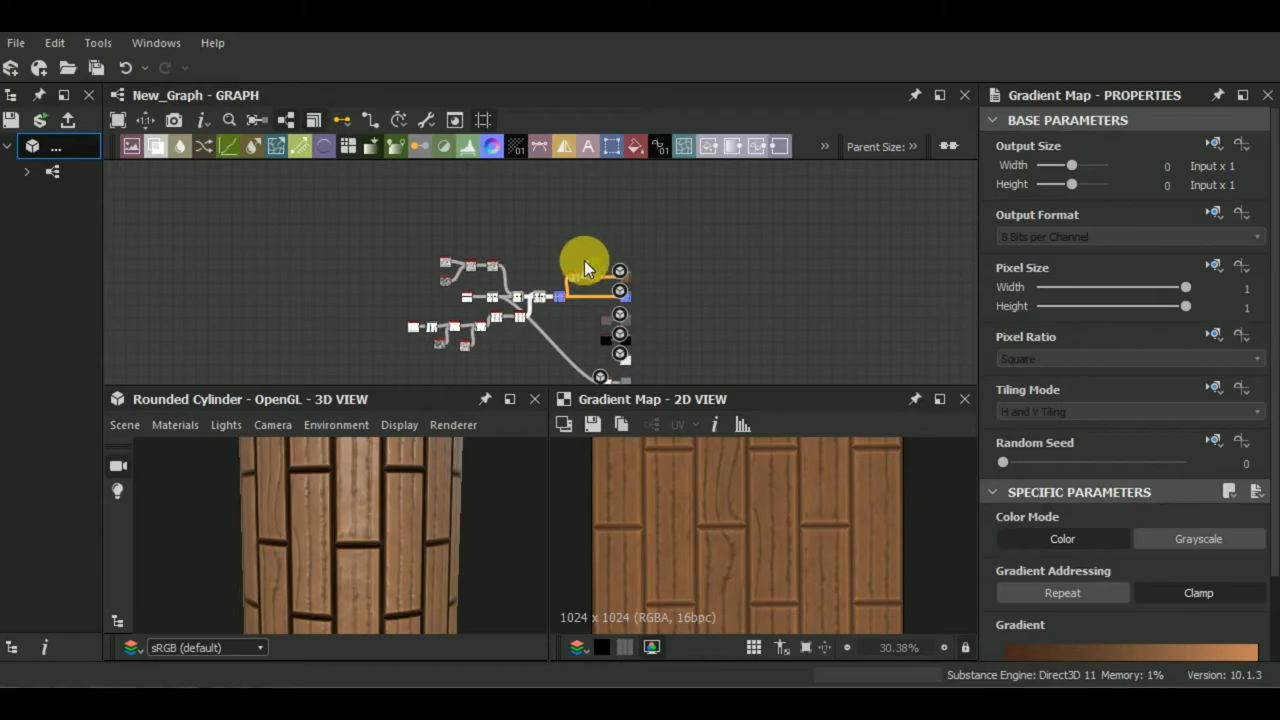 File Edit Tools Windows Help
New_Graph - GRAPH
Gradient Map - PROPERTIES
BASE PARAMETERS
...
Parent Size:
Output Size
Width 0 Input x 1
Height 0 Input x 1
Output Format
8 Bits per Channel
Pixel Size
Width 1
Height 1
Pixel Ratio
Square
Tiling Mode
H and V Tiling
Random Seed
0
Rounded Cylinder - OpenGL - 3D VIEW
Scene Materials Lights Camera Environment Display Renderer
sRGB (default)
Gradient Map - 2D VIEW
UV
1024 x 1024 (RGBA, 16bpc)
30.38%
SPECIFIC PARAMETERS
Color Mode
Color Grayscale
Gradient Addressing
Repeat Clamp
Gradient
Substance Engine: Direct3D 11 Memory: 1% Version: 10.1.3